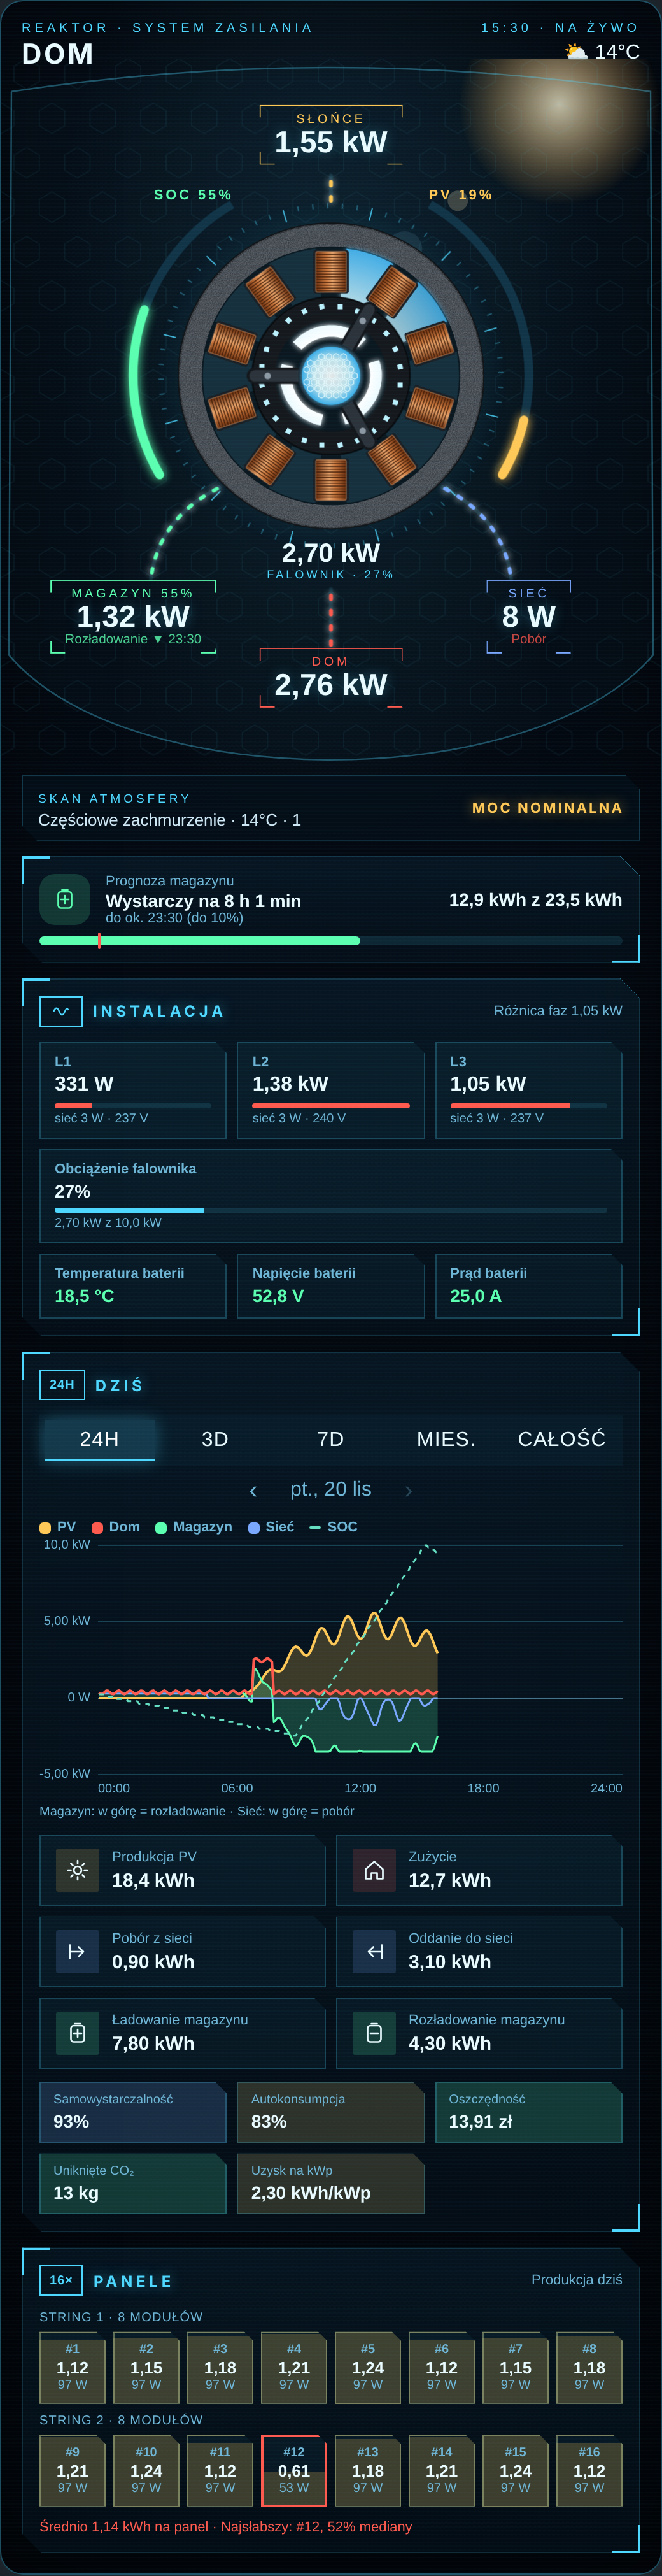 REAKTOR · SYSTEM ZASILANIA
15:30 · NA ŻYWO
DOM
⛅ 14°C
SŁOŃCE
1,55 kW
SOC 55%
PV 19%
2,70 kW
FALOWNIK · 27%
MAGAZYN 55%
1,32 kW
Rozładowanie ▼ 23:30
SIEĆ
8 W
Pobór
DOM
2,76 kW
SKAN ATMOSFERY
Częściowe zachmurzenie · 14°C · 1
MOC NOMINALNA
Prognoza magazynu
Wystarczy na 8 h 1 min
do ok. 23:30 (do 10%)
12,9 kWh z 23,5 kWh
INSTALACJA
Różnica faz 1,05 kW
L1
331 W
sieć 3 W · 237 V
L2
1,38 kW
sieć 3 W · 240 V
L3
1,05 kW
sieć 3 W · 237 V
Obciążenie falownika
27%
2,70 kW z 10,0 kW
Temperatura baterii
18,5 °C
Napięcie baterii
52,8 V
Prąd baterii
25,0 A
24H
DZIŚ
24H 3D 7D MIES. CAŁOŚĆ
‹ pt., 20 lis ›
PV Dom Magazyn Sieć SOC
10,0 kW
5,00 kW
0 W
-5,00 kW
00:00 06:00 12:00 18:00 24:00
Magazyn: w górę = rozładowanie · Sieć: w górę = pobór
Produkcja PV
18,4 kWh
Zużycie
12,7 kWh
Pobór z sieci
0,90 kWh
Oddanie do sieci
3,10 kWh
Ładowanie magazynu
7,80 kWh
Rozładowanie magazynu
4,30 kWh
Samowystarczalność
93%
Autokonsumpcja
83%
Oszczędność
13,91 zł
Uniknięte CO₂
13 kg
Uzysk na kWp
2,30 kWh/kWp
16×
PANELE
Produkcja dziś
STRING 1 · 8 MODUŁÓW
#1 #2 #3 #4 #5 #6 #7 #8
1,12 1,15 1,18 1,21 1,24 1,12 1,15 1,18
97 W 97 W 97 W 97 W 97 W 97 W 97 W 97 W
STRING 2 · 8 MODUŁÓW
#9 #10 #11 #12 #13 #14 #15 #16
1,21 1,24 1,12 0,61 1,18 1,21 1,24 1,12
97 W 97 W 97 W 53 W 97 W 97 W 97 W 97 W
Średnio 1,14 kWh na panel · Najsłabszy: #12, 52% mediany